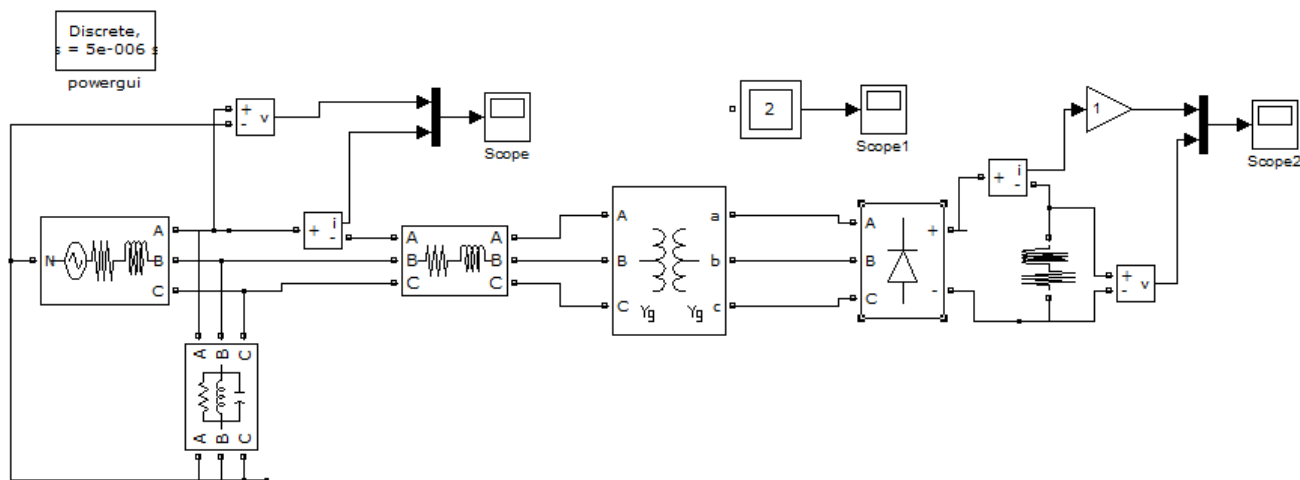 Discrete,
s = 5e-006 s
powergui
+
-
v
Scope
2
Scope1
1
Scope2
i
+
-
N
A
B
C
+
i
-
A
B
C
A
B
C
A
B
C
Yg
Yg
a
b
c
A
B
C
+
-
+
-
v
A B C
A B C